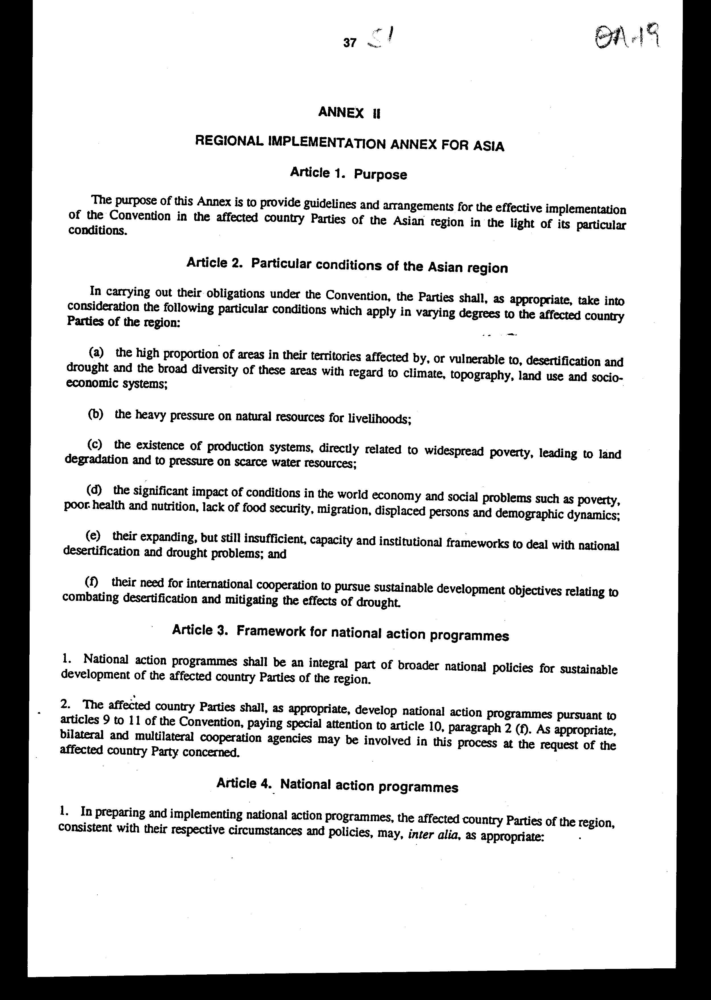 37 51
OA-19
ANNEX II
REGIONAL IMPLEMENTATION ANNEX FOR ASIA
Article 1. Purpose
The purpose of this Annex is to provide guidelines and arrangements for the effective implementation
of the Convention in the affected country Parties of the Asian region in the light of its particular
conditions.
Article 2. Particular conditions of the Asian region
In carrying out their obligations under the Convention, the Parties shall, as appropriate, take into
consideration the following particular conditions which apply in varying degrees to the affected country
Parties of the region:
(a) the high proportion of areas in their territories affected by, or vulnerable to, desertification and
drought and the broad diversity of these areas with regard to climate, topography, land use and socio-
economic systems;
(b) the heavy pressure on natural resources for livelihoods;
(c) the existence of production systems, directly related to widespread poverty, leading to land
degradation and to pressure on scarce water resources;
(d) the significant impact of conditions in the world economy and social problems such as poverty,
poor health and nutrition, lack of food security, migration, displaced persons and demographic dynamics;
(e) their expanding, but still insufficient, capacity and institutional frameworks to deal with national
desertification and drought problems; and
(f) their need for international cooperation to pursue sustainable development objectives relating to
combating desertification and mitigating the effects of drought.
Article 3. Framework for national action programmes
1. National action programmes shall be an integral part of broader national policies for sustainable
development of the affected country Parties of the region.
2. The affected country Parties shall, as appropriate, develop national action programmes pursuant to
articles 9 to 11 of the Convention, paying special attention to article 10, paragraph 2 (f). As appropriate,
bilateral and multilateral cooperation agencies may be involved in this process at the request of the
affected country Party concerned.
Article 4. National action programmes
1. In preparing and implementing national action programmes, the affected country Parties of the region,
consistent with their respective circumstances and policies, may, inter alia, as appropriate: